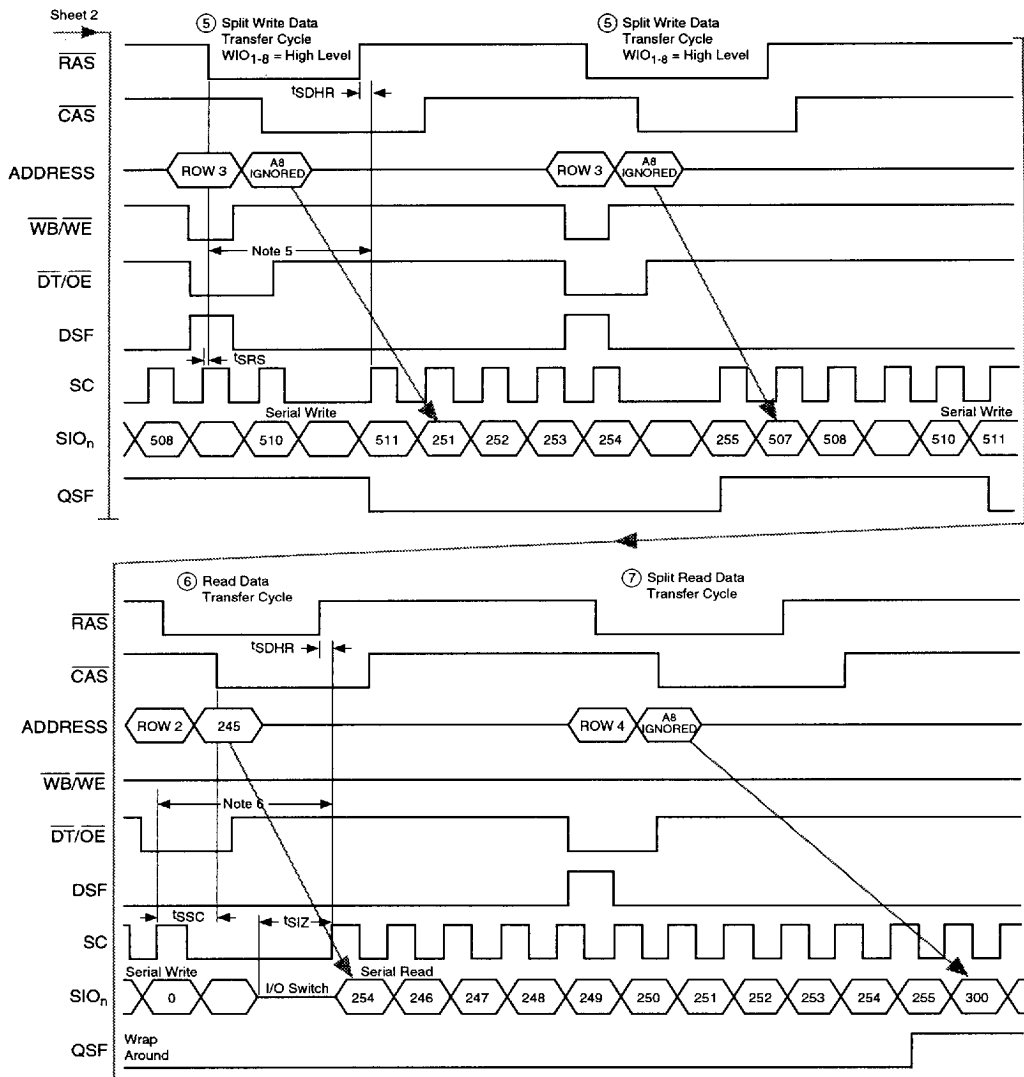 Sheet 2
⑤ Split Write Data
Transfer Cycle
WIO1-8 = High Level
⑤ Split Write Data
Transfer Cycle
WIO1-8 = High Level
RAS
tSDHR
CAS
ADDRESS
ROW 3
A8
IGNORED
ROW 3
A8
IGNORED
WB/WE
Note 5
DT/OE
DSF
tSRS
SC
Serial Write
Serial Write
SIOn
508 510 511 251 252 253 254 255 507 508 510 511
QSF
⑥ Read Data
Transfer Cycle
⑦ Split Read Data
Transfer Cycle
RAS
tSDHR
CAS
ADDRESS
ROW 2
245
ROW 4
A8
IGNORED
WB/WE
Note 6
DT/OE
DSF
tSSC
tSIZ
SC
Serial Write
Serial Read
SIOn
0
I/O Switch
254 246 247 248 249 250 251 252 253 254 255 300
QSF
Wrap
Around